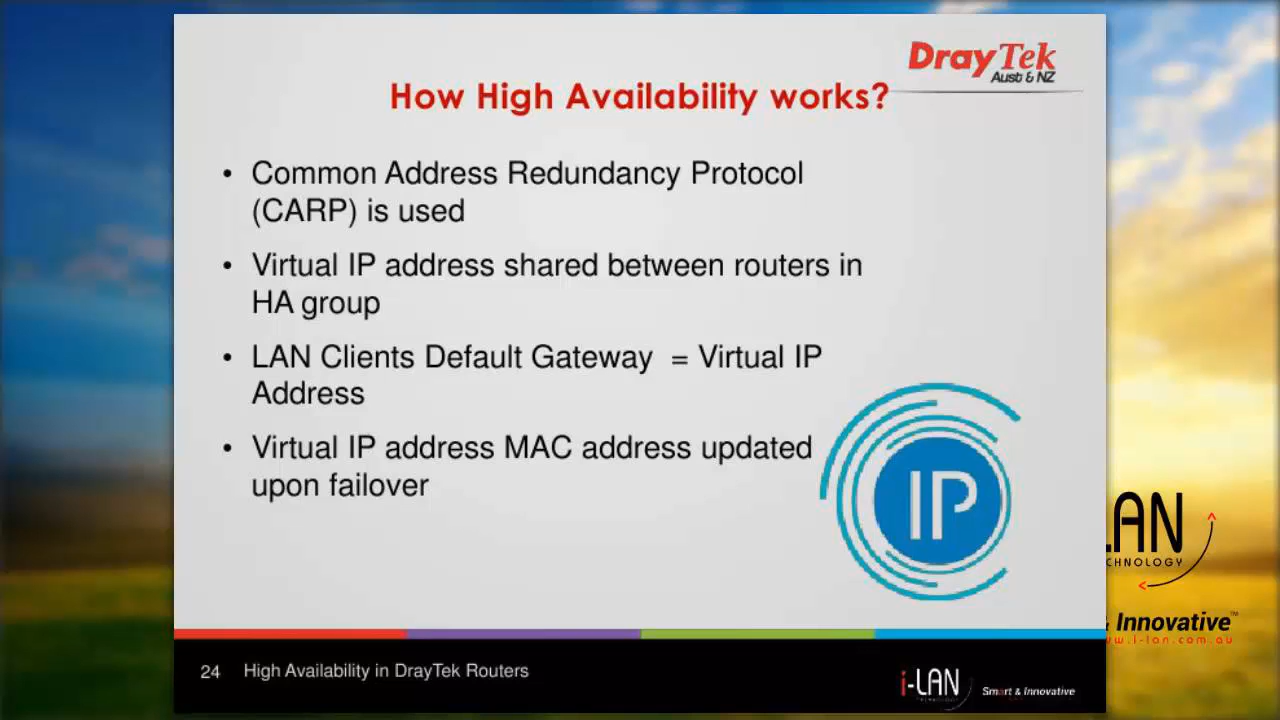 DrayTek
Aust & NZ
How High Availability works?
• Common Address Redundancy Protocol
(CARP) is used
• Virtual IP address shared between routers in
HA group
• LAN Clients Default Gateway = Virtual IP
Address
• Virtual IP address MAC address updated
upon failover
IP
LAN
CHNOLOGY
& Innovative™
www.i-lan.com.au
24 High Availability in DrayTek Routers
i-LAN
TECHNOLOGY
Smart & Innovative